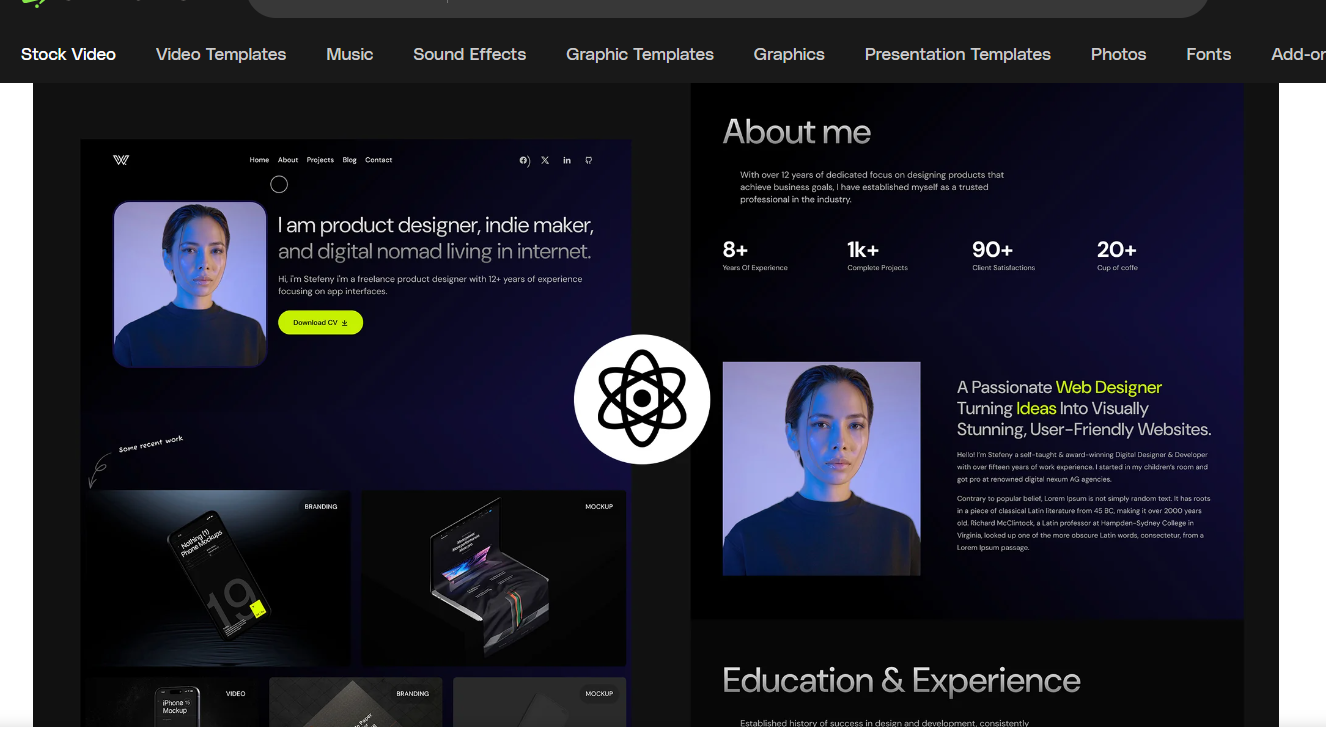 Stock Video
Video Templates
Music
Sound Effects
Graphic Templates
Graphics
Presentation Templates
Photos
Fonts
Home
About
Projects
Blog
Contact
I am product designer, indie maker,
and digital nomad living in internet.
Hi, i'm Stefeny i'm a freelance product designer with 12+ years of experience
focusing on app interfaces.
Download CV
Some recent work
BRANDING
Nothing (1)
Phone Mockups
19
MOCKUP
VIDEO
iPhone 15
Mockup
BRANDING
MOCKUP
About me
With over 12 years of dedicated focus on designing products that
achieve business goals, I have established myself as a trusted
professional in the industry.
8+
Years Of Experience
1k+
Complete Projects
90+
Client Satisfactions
20+
Cup of coffe
A Passionate Web Designer
Turning Ideas Into Visually
Stunning, User-Friendly Websites.
Hello! I'm Stefeny a self-taught & award-winning Digital Designer & Developer
with over fifteen years of work experience. I started in my children's room and
got pro at renowned digital nexum AG agencies.
Contrary to popular belief, Lorem Ipsum is not simply random text. It has roots
in a piece of classical Latin literature from 45 BC, making it over 2000 years
old. Richard McClintock, a Latin professor at Hampden-Sydney College in
Virginia, looked up one of the more obscure Latin words, consectetur, from a
Lorem Ipsum passage.
Education & Experience
Established history of success in design and development, consistently